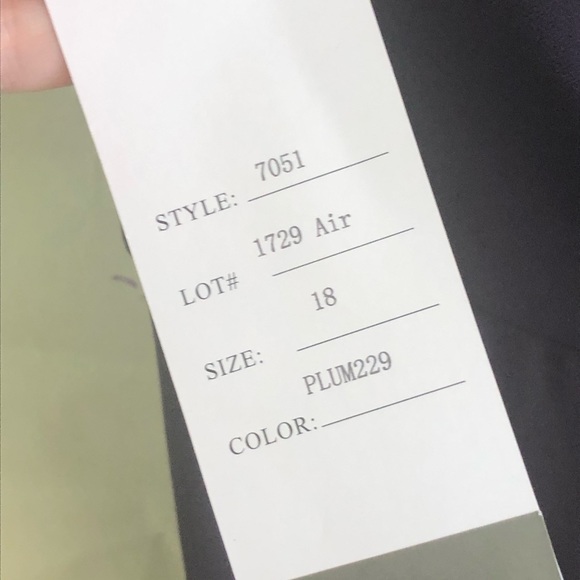 STYLE: 7051
LOT# 1729 Air
SIZE: 18
COLOR: PLUM229